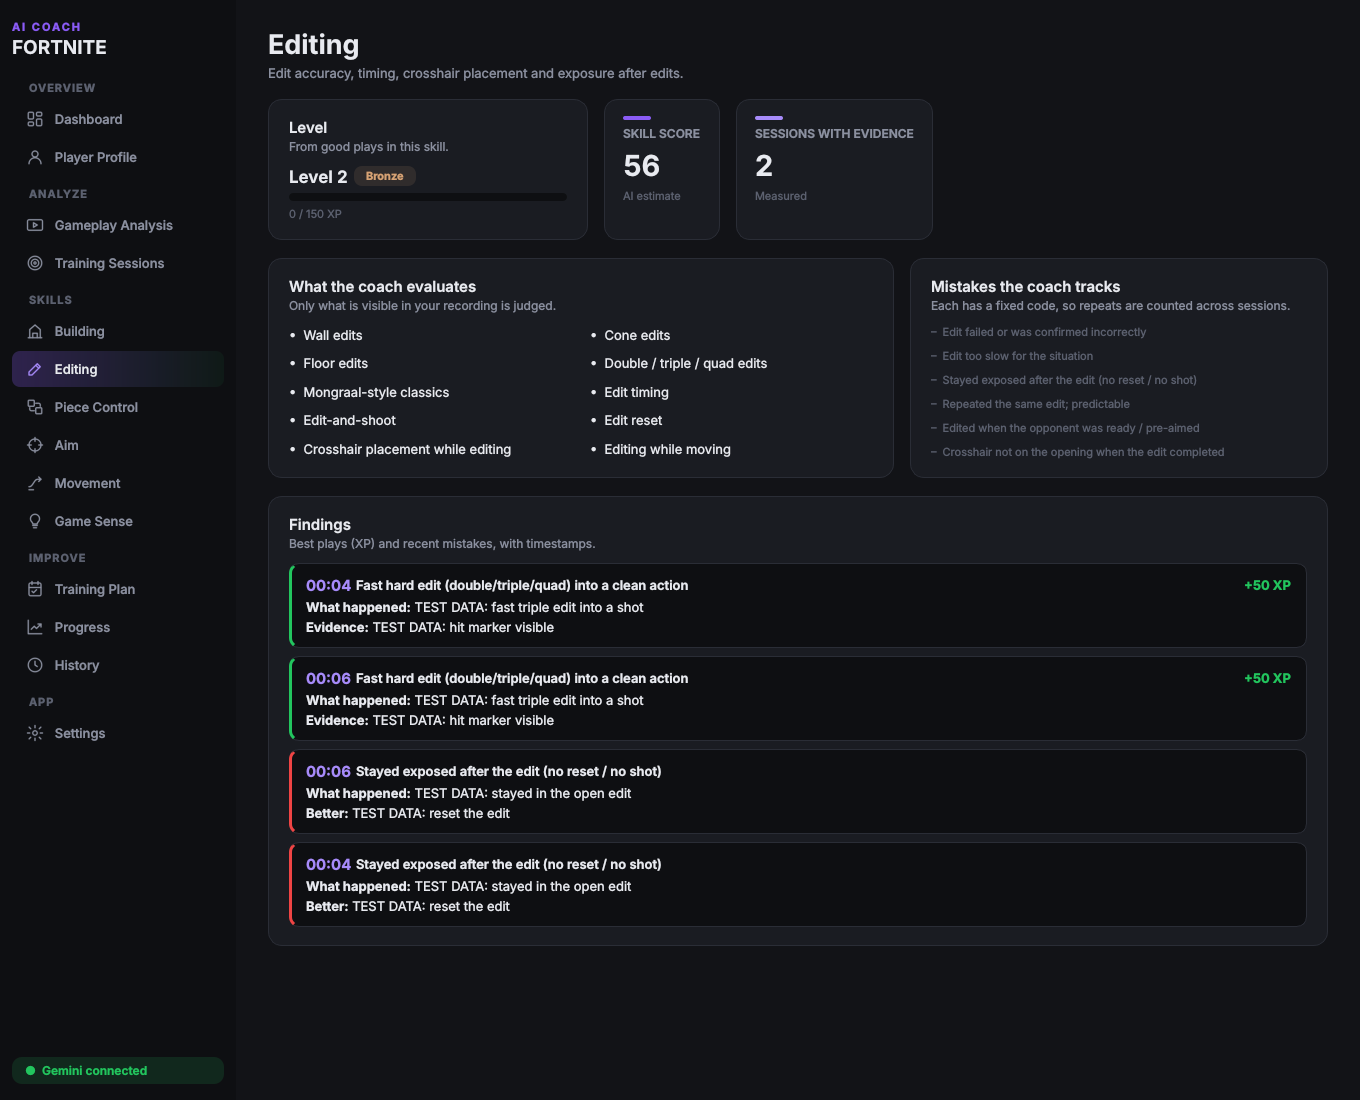 AI COACH
FORTNITE
OVERVIEW
Dashboard
Player Profile
ANALYZE
Gameplay Analysis
Training Sessions
SKILLS
Building
Editing
Piece Control
Aim
Movement
Game Sense
IMPROVE
Training Plan
Progress
History
APP
Settings
Gemini connected
Editing
Edit accuracy, timing, crosshair placement and exposure after edits.
Level
From good plays in this skill.
Level 2 Bronze
0 / 150 XP
SKILL SCORE
56
AI estimate
SESSIONS WITH EVIDENCE
2
Measured
What the coach evaluates
Only what is visible in your recording is judged.
• Wall edits
• Floor edits
• Mongraal-style classics
• Edit-and-shoot
• Crosshair placement while editing
• Cone edits
• Double / triple / quad edits
• Edit timing
• Edit reset
• Editing while moving
Mistakes the coach tracks
Each has a fixed code, so repeats are counted across sessions.
– Edit failed or was confirmed incorrectly
– Edit too slow for the situation
– Stayed exposed after the edit (no reset / no shot)
– Repeated the same edit; predictable
– Edited when the opponent was ready / pre-aimed
– Crosshair not on the opening when the edit completed
Findings
Best plays (XP) and recent mistakes, with timestamps.
00:04 Fast hard edit (double/triple/quad) into a clean action +50 XP
What happened: TEST DATA: fast triple edit into a shot
Evidence: TEST DATA: hit marker visible
00:06 Fast hard edit (double/triple/quad) into a clean action +50 XP
What happened: TEST DATA: fast triple edit into a shot
Evidence: TEST DATA: hit marker visible
00:06 Stayed exposed after the edit (no reset / no shot)
What happened: TEST DATA: stayed in the open edit
Better: TEST DATA: reset the edit
00:04 Stayed exposed after the edit (no reset / no shot)
What happened: TEST DATA: stayed in the open edit
Better: TEST DATA: reset the edit